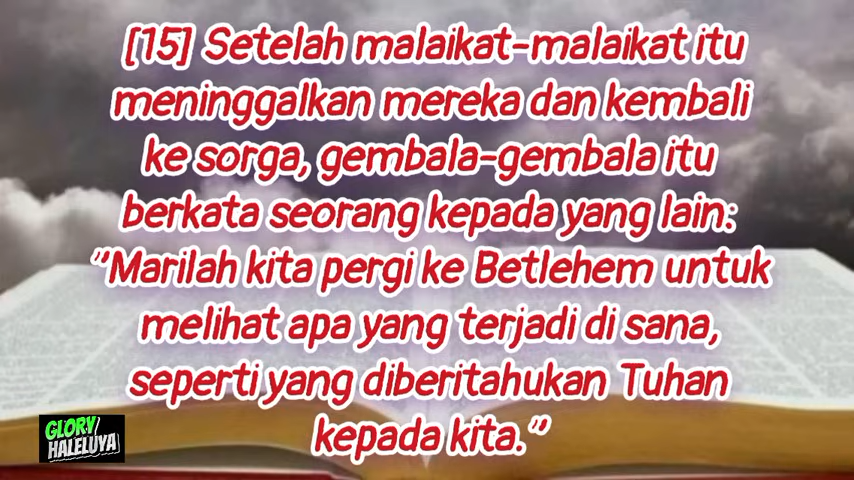 [15] Setelah malaikat-malaikat itu
meninggalkan mereka dan kembali
ke sorga, gembala-gembala itu
berkata seorang kepada yang lain:
"Marilah kita pergi ke Betlehem untuk
melihat apa yang terjadi di sana,
seperti yang diberitahukan Tuhan
kepada kita."
GLORY
HALELUYA